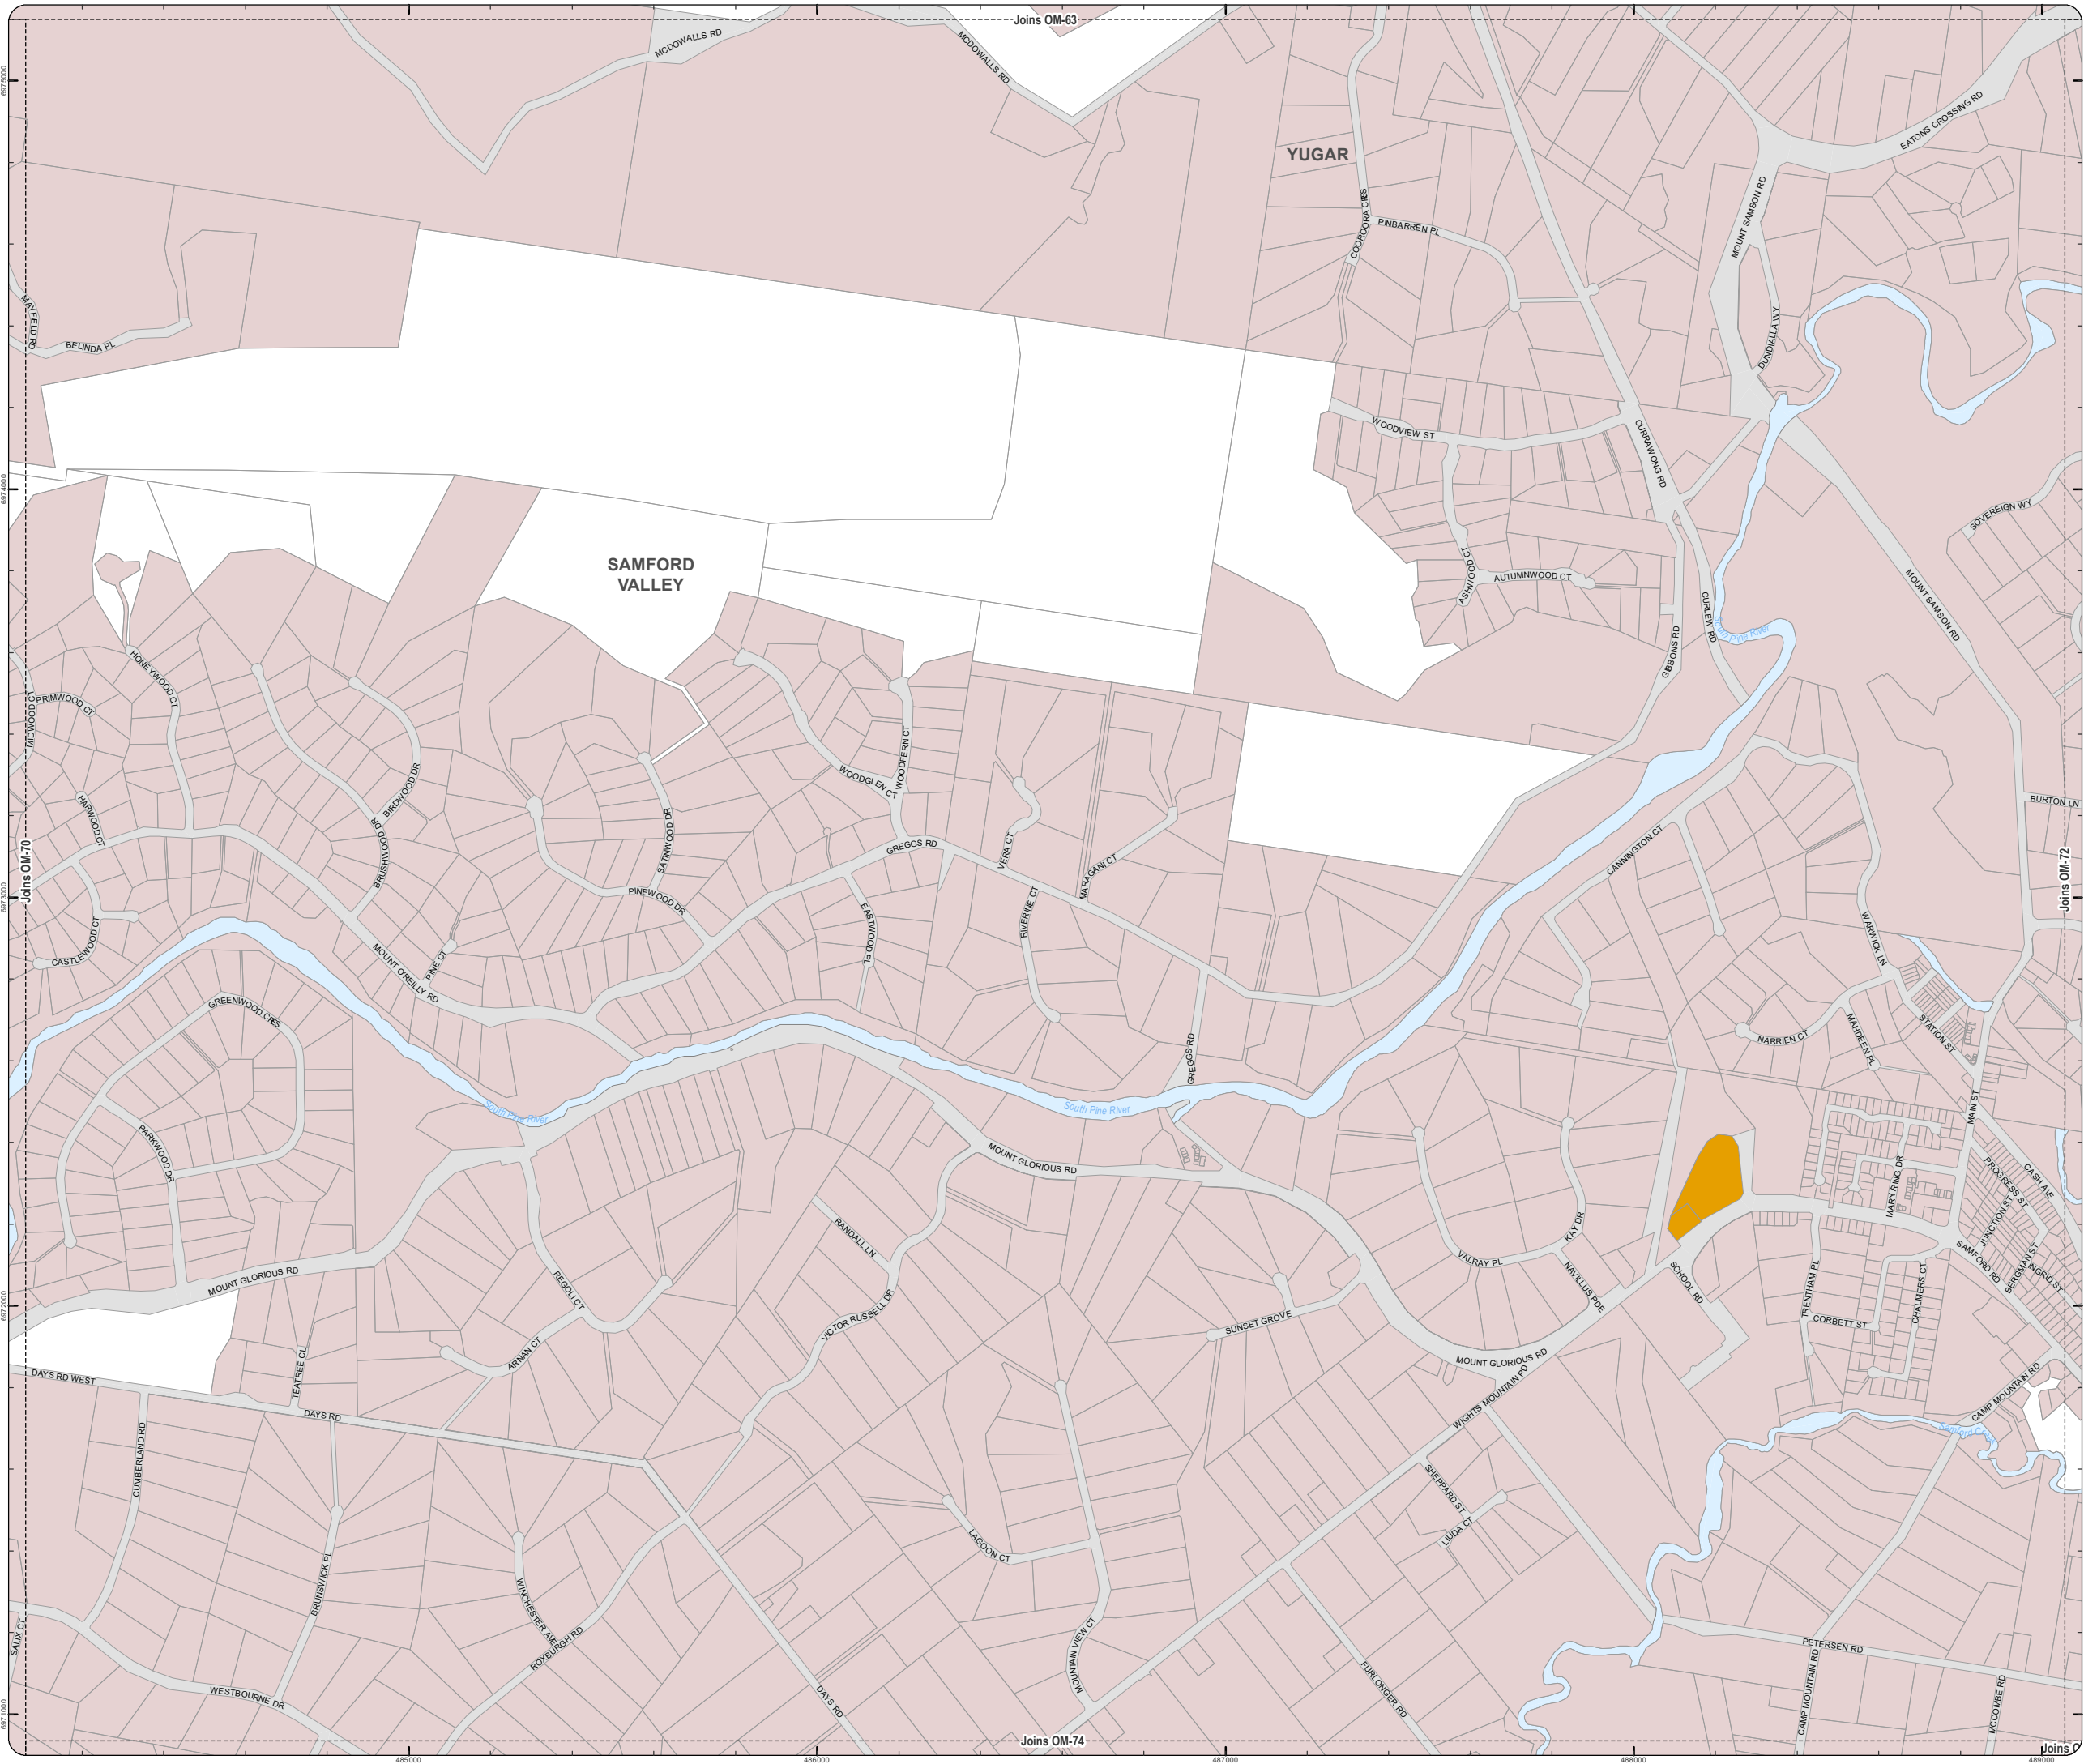 Joins OM-63
MCDOWALLS RD
MCDOWALLS RD
6975000
EATONS CROSSING RD
YUGAR
MOUNT SAMSON RD
COOROORA CRES
PINBARREN PL
MAYFIELD RD
BELINDA PL
DUNDIALLA WY
WOODVIEW ST
CURRAWONG RD
6974000
SOVEREIGN WY
SAMFORD
VALLEY
ASHWOOD CT
AUTUMNWOOD CT
MOUNT SAMSON RD
CURLEW RD
South Pine River
GIBBONS RD
HONEYWOOD CT
PRIMWOOD CT
MIDWOOD CT
WOODFERN CT
WOODGLEN CT
BIRDWOOD DR
BURTON LN
HARWOOD CT
BRUSHWOOD DR
SATINWOOD DR
GREGGS RD
VERA CT
MARAGANI CT
CANNINGTON CT
Joins OM-70
Joins OM-72
6973000
PINEWOOD DR
EASTWOOD PL
RIVERINE CT
WARWICK LN
CASTLEWOOD CT
PINE CT
MOUNT O'REILLY RD
GREENWOOD CRES
STATION ST
MAHDEEN PL
NARRIEN CT
GREGGS RD
South Pine River
South Pine River
MAIN ST
PARKWOOD DR
MOUNT GLORIOUS RD
CASH AVE
PROGRESS ST
MARY RING DR
JUNCTION ST
RANDALL LN
KAY DR
VALRAY PL
SAMFORD RD
BERGMAN ST
INGRID ST
MOUNT GLORIOUS RD
REGOLI CT
NAVILLUS PDE
SCHOOL RD
TRENTHAM PL
CHALMERS CT
6972000
VICTOR RUSSELL DR
SUNSET GROVE
CORBETT ST
ARNAN CT
MOUNT GLORIOUS RD
DAYS RD WEST
TEATREE CL
WIGHTS MOUNTAIN RD
CAMP MOUNTAIN RD
DAYS RD
Samford Creek
CUMBERLAND RD
SHEPPARD ST
LIUDA CT
LAGOON CT
BRUNSWICK PL
WINCHESTER AVE
SALIX CT
ROXBURGH RD
MOUNTAIN VIEW CT
PETERSEN RD
FURLONGER RD
WESTBOURNE DR
DAYS RD
CAMP MOUNTAIN RD
MCCOMBE RD
6971000
Joins OM-74
Joins O
485000
486000
487000
488000
489000